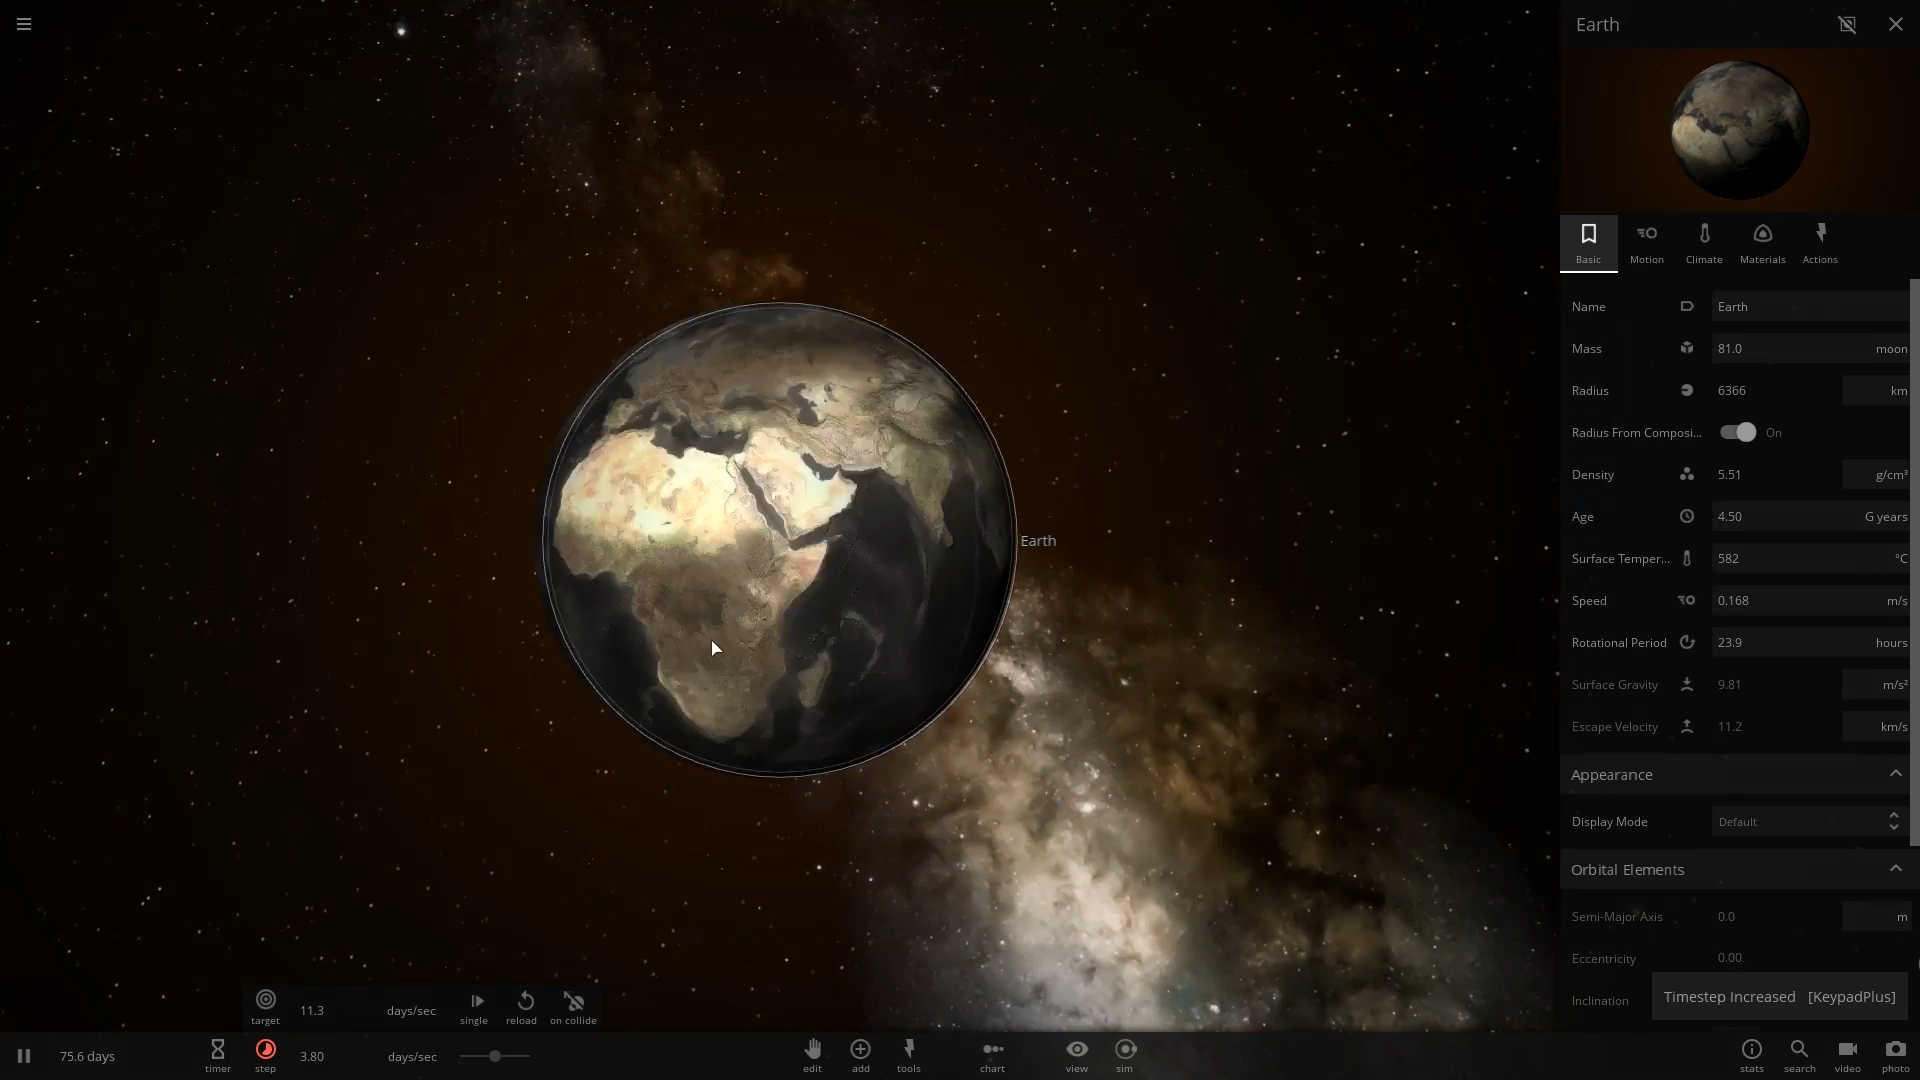 Earth
Basic
Motion
Climate
Materials
Actions
Name Earth
Mass 81.0 moon
Radius 6366 km
Radius From Composi... On
Density 5.51 g/cm³
Age 4.50 G years
Surface Temper... 582 °C
Speed 0.168 m/s
Rotational Period 23.9 hours
Surface Gravity 9.81 m/s²
Escape Velocity 11.2 km/s
Appearance
Display Mode Default
Orbital Elements
Semi-Major Axis 0.0 m
Eccentricity 0.00
Inclination
Timestep Increased [KeypadPlus]
Earth
target 11.3 days/sec single reload on collide
75.6 days timer step 3.80 days/sec edit add tools chart view sim stats search video photo